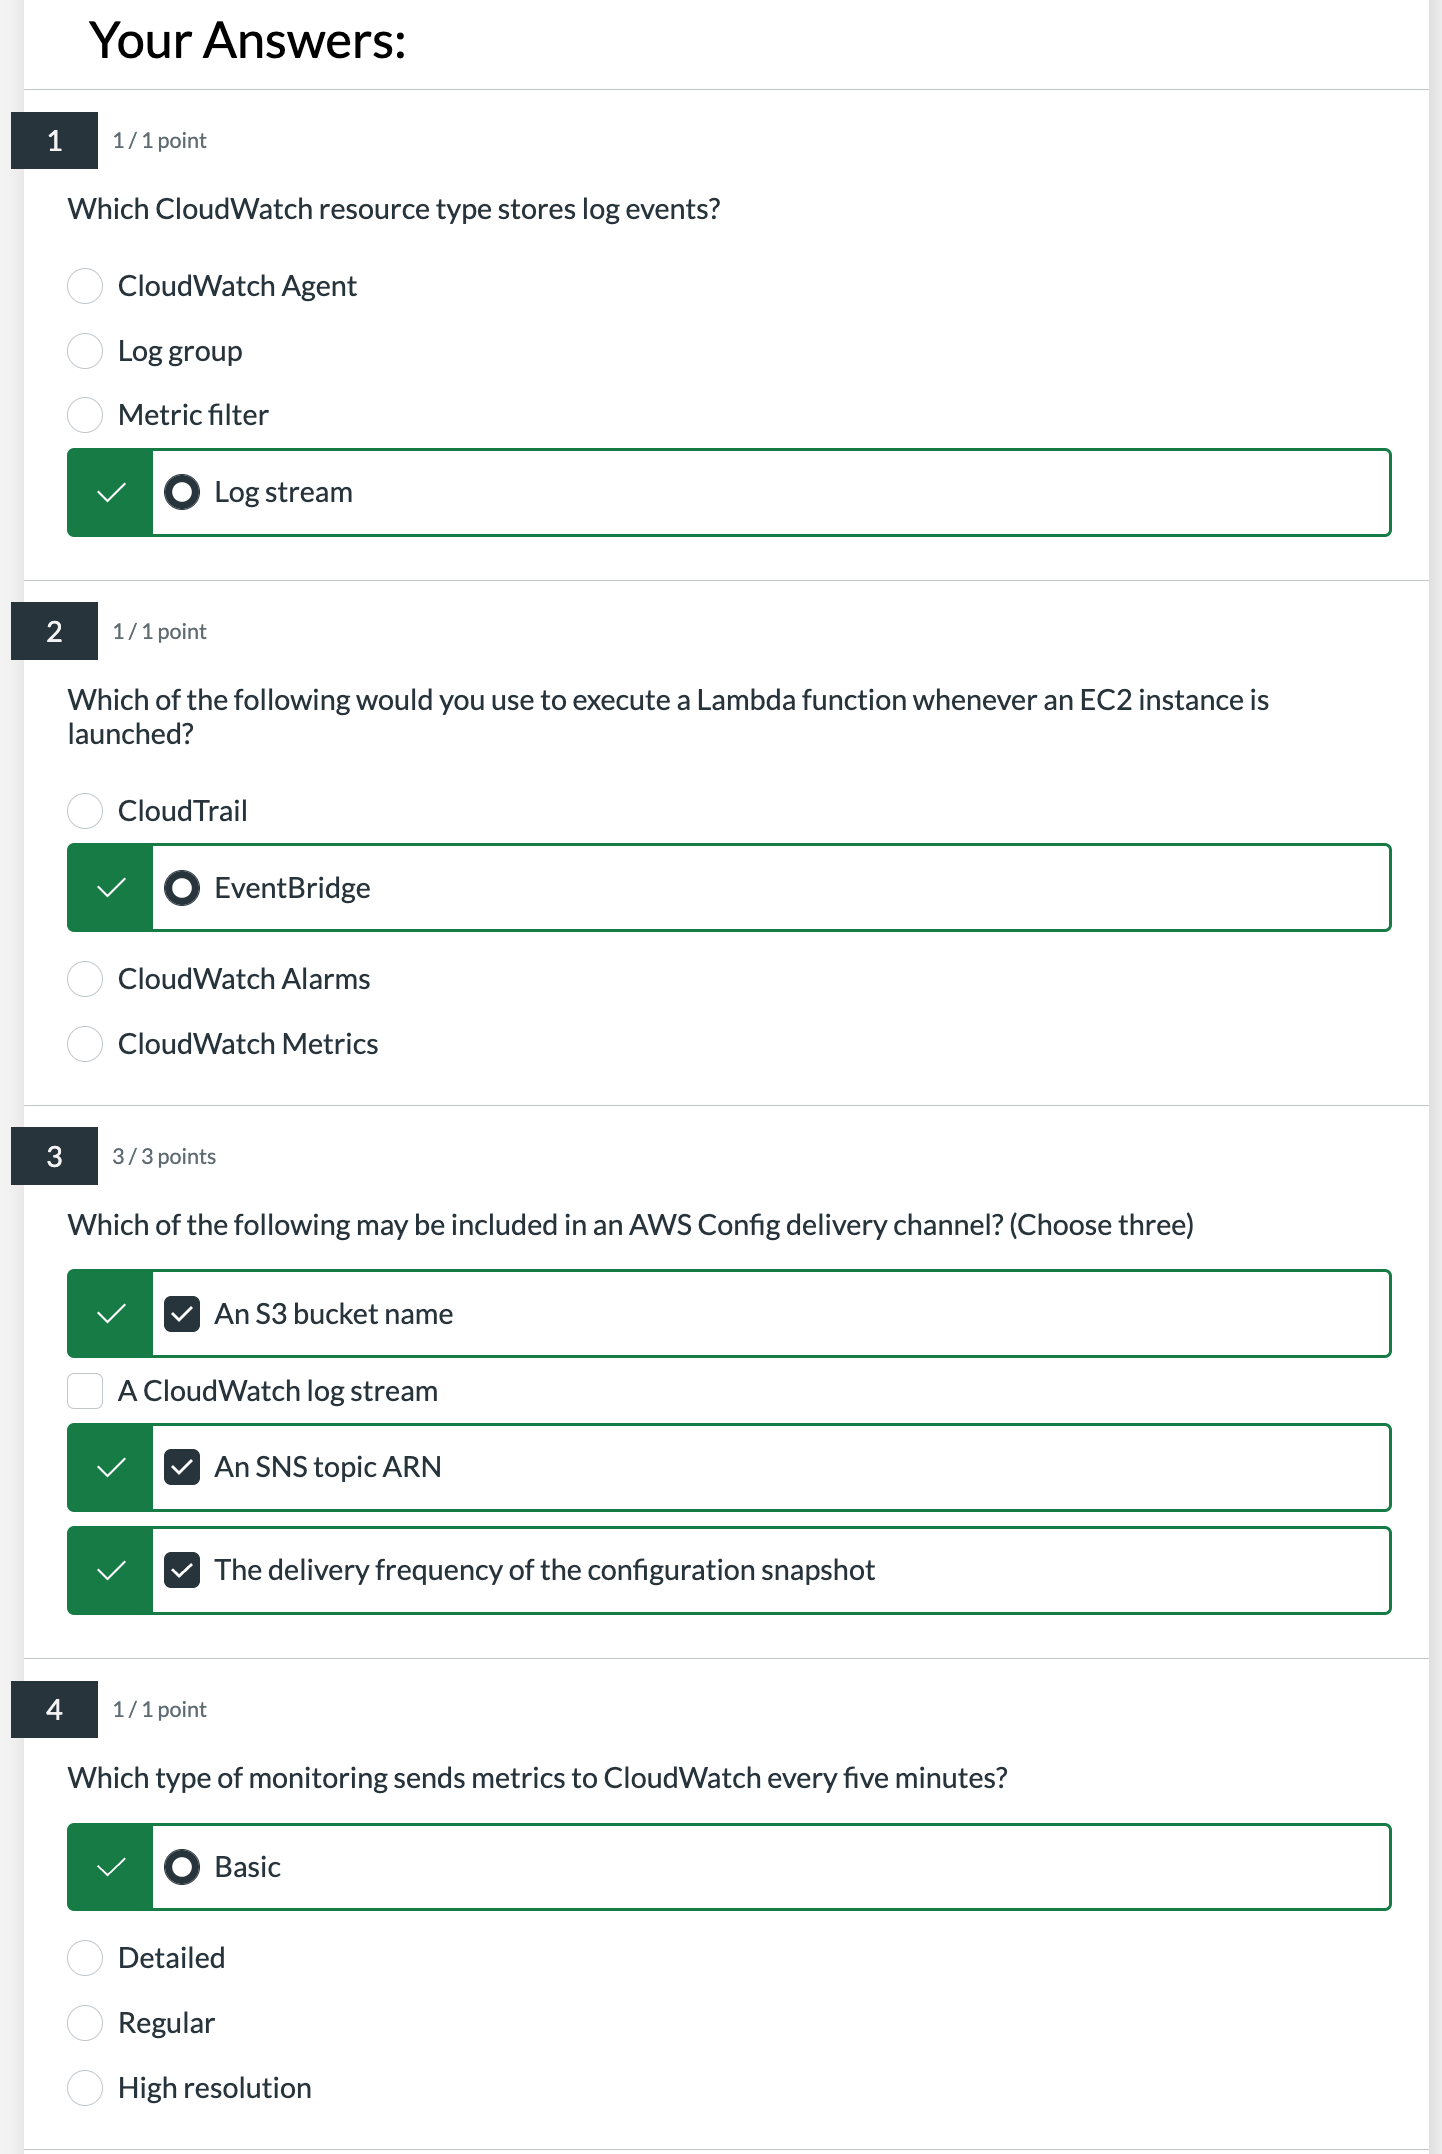 Your Answers:
1
1 / 1 point
Which CloudWatch resource type stores log events?
CloudWatch Agent
Log group
Metric filter
Log stream
2
1 / 1 point
Which of the following would you use to execute a Lambda function whenever an EC2 instance is
launched?
CloudTrail
EventBridge
CloudWatch Alarms
CloudWatch Metrics
3
3 / 3 points
Which of the following may be included in an AWS Config delivery channel? (Choose three)
An S3 bucket name
A CloudWatch log stream
An SNS topic ARN
The delivery frequency of the configuration snapshot
4
1 / 1 point
Which type of monitoring sends metrics to CloudWatch every five minutes?
Basic
Detailed
Regular
High resolution